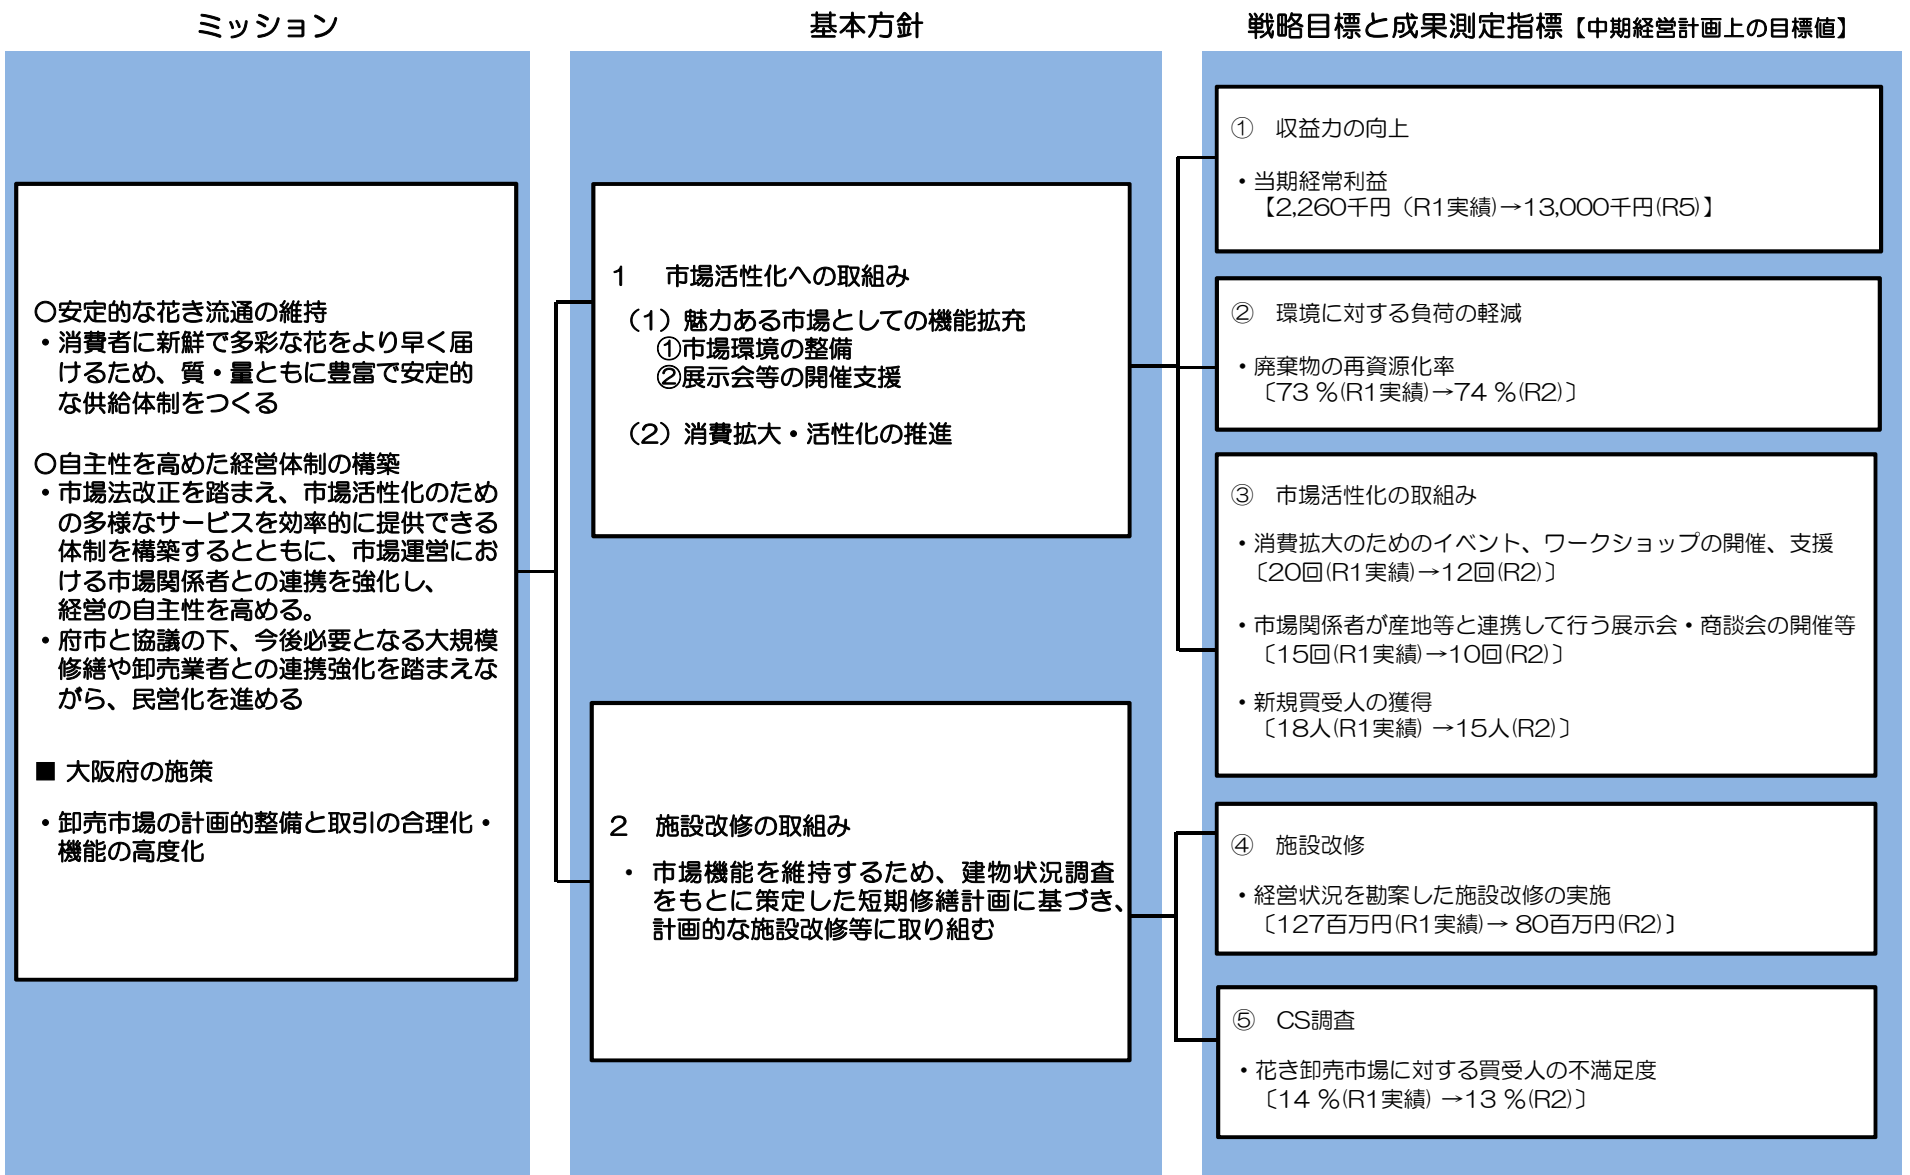 ミッション
○安定的な花き流通の維持
・消費者に新鮮で多彩な花をより早く届
けるため、質・量ともに豊富で安定的
な供給体制をつくる
○自主性を高めた経営体制の構築
・市場法改正を踏まえ、市場活性化のため
の多様なサービスを効率的に提供できる
体制を構築するとともに、市場運営にお
ける市場関係者との連携を強化し、
経営の自主性を高める。
・府市と協議の下、今後必要となる大規模
修繕や卸売業者との連携強化を踏まえな
がら、民営化を進める
■ 大阪府の施策
・卸売市場の計画的整備と取引の合理化・
機能の高度化
基本方針
1 市場活性化への取組み
（1）魅力ある市場としての機能拡充
①市場環境の整備
②展示会等の開催支援
（2）消費拡大・活性化の推進
2 施設改修の取組み
・ 市場機能を維持するため、建物状況調査
をもとに策定した短期修繕計画に基づき、
計画的な施設改修等に取り組む
戦略目標と成果測定指標【中期経営計画上の目標値】
① 収益力の向上
・当期経常利益
【2,260千円（R1実績)→13,000千円(R5)】
② 環境に対する負荷の軽減
・廃棄物の再資源化率
〔73 %(R1実績)→74 %(R2)〕
③ 市場活性化の取組み
・消費拡大のためのイベント、ワークショップの開催、支援
〔20回(R1実績)→12回(R2)〕
・市場関係者が産地等と連携して行う展示会・商談会の開催等
〔15回(R1実績)→10回(R2)〕
・新規買受人の獲得
〔18人(R1実績) →15人(R2)〕
④ 施設改修
・経営状況を勘案した施設改修の実施
〔127百万円(R1実績)→ 80百万円(R2)〕
⑤ CS調査
・花き卸売市場に対する買受人の不満足度
〔14 %(R1実績) →13 %(R2)〕